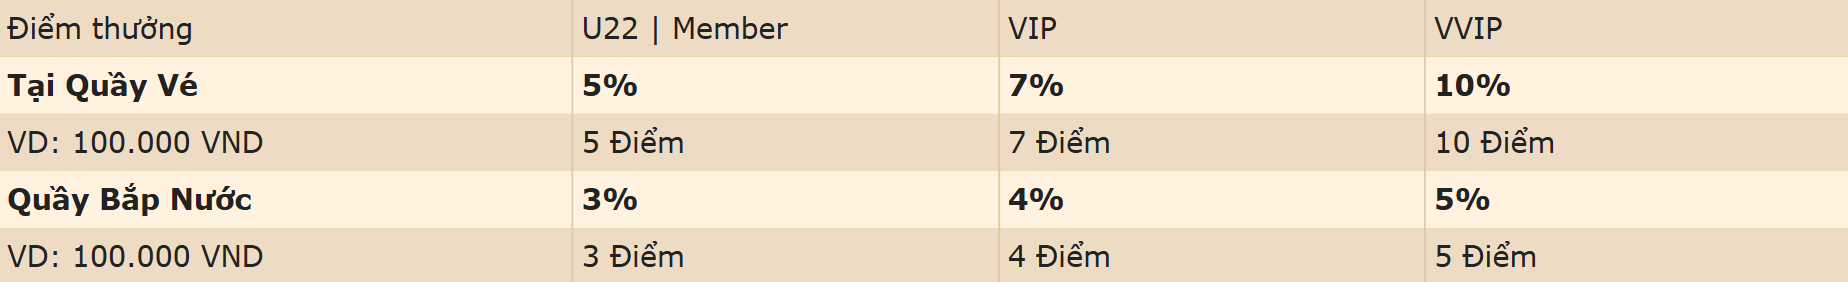 Điểm thưởng U22 | Member VIP VVIP
Tại Quầy Vé 5% 7% 10%
VD: 100.000 VND 5 Điểm 7 Điểm 10 Điểm
Quầy Bắp Nước 3% 4% 5%
VD: 100.000 VND 3 Điểm 4 Điểm 5 Điểm